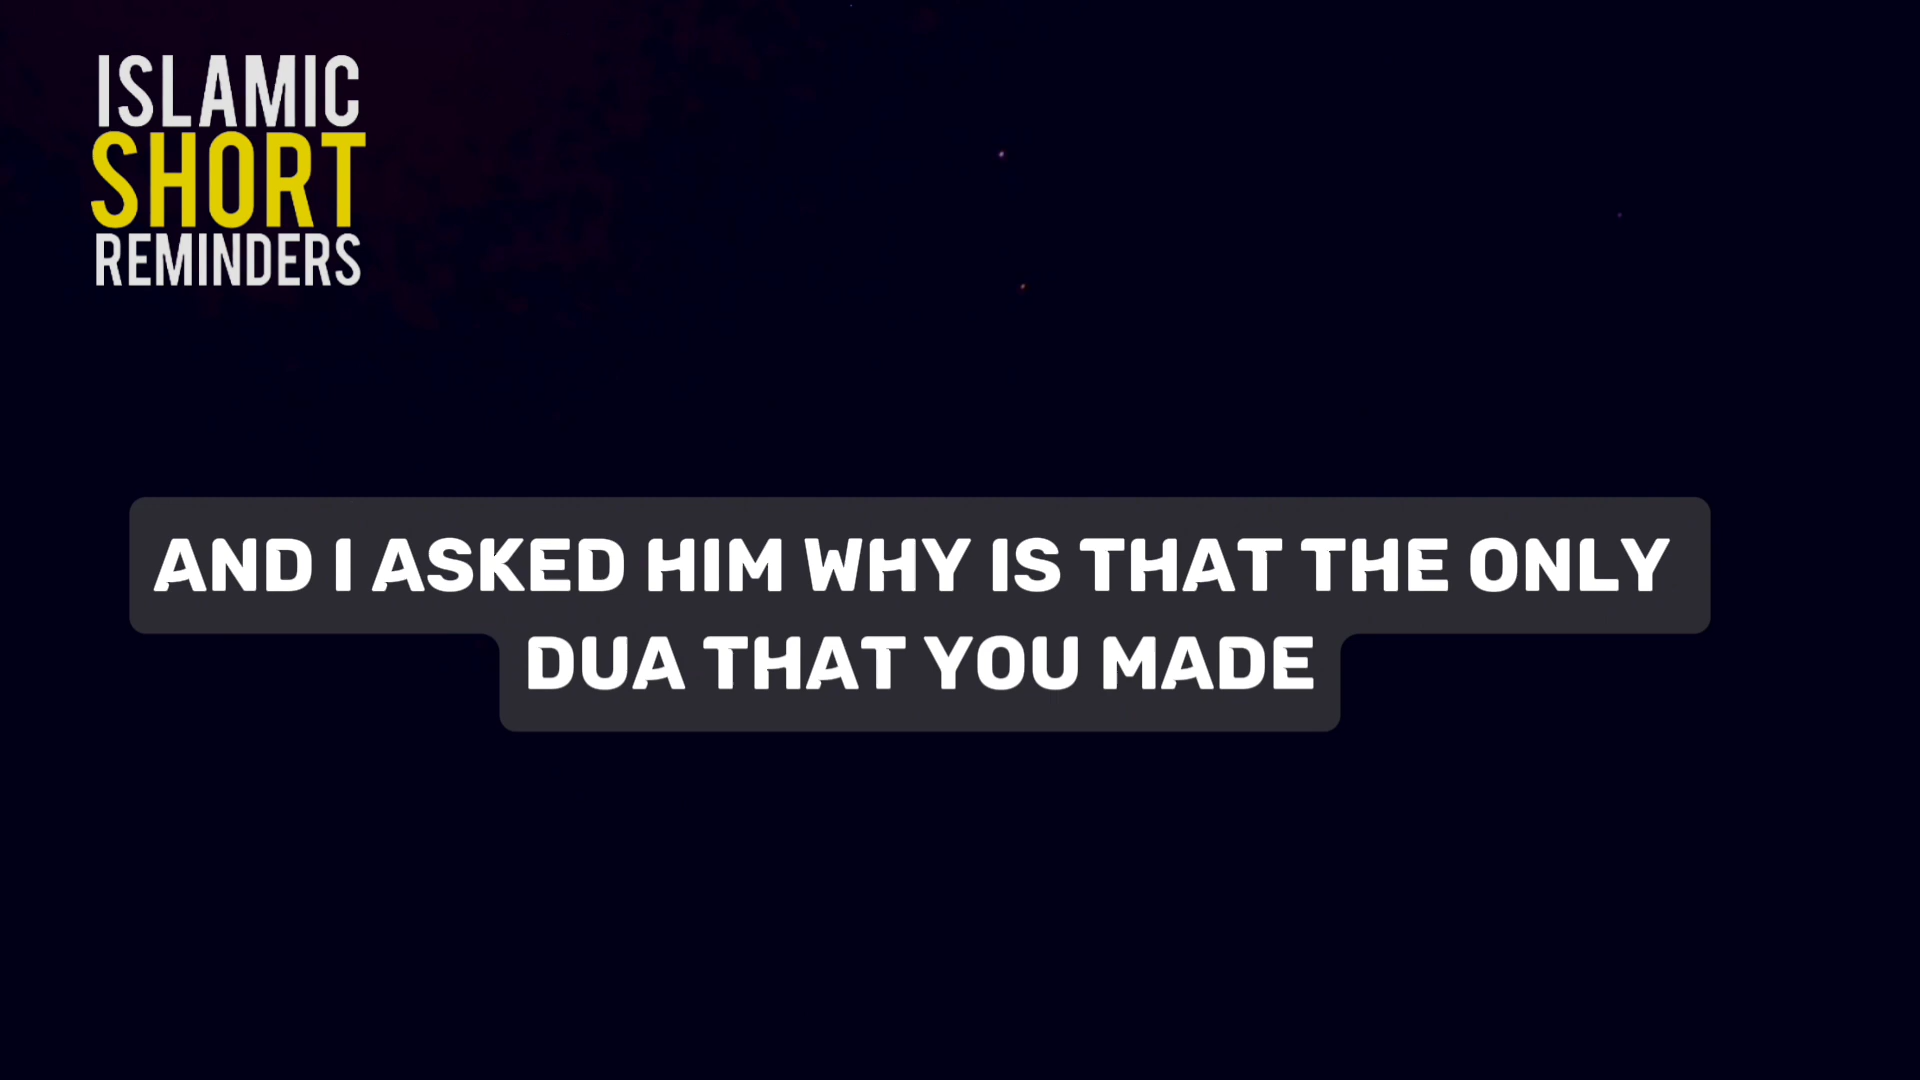 ISLAMIC
SHORT
REMINDERS
AND I ASKED HIM WHY IS THAT THE ONLY
DUA THAT YOU MADE